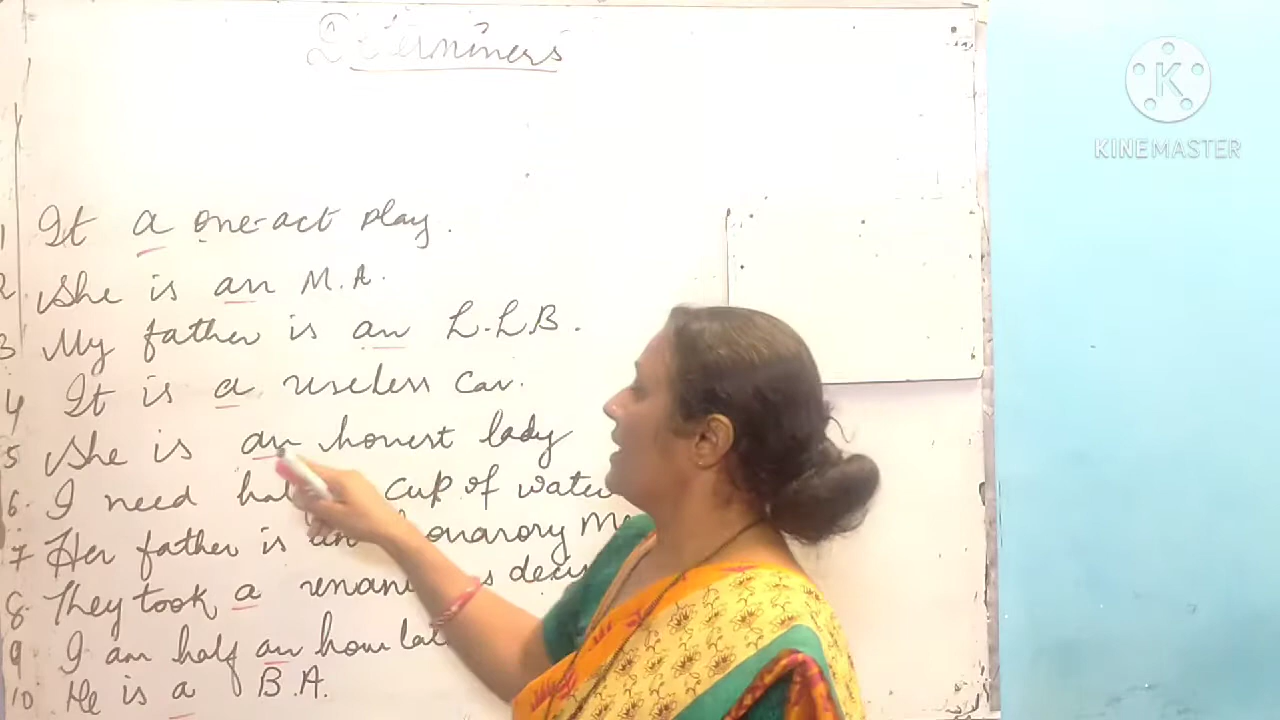 Determiners
K
KINEMASTER
1 It a one-act play.
2 She is an M.A.
3 My father is an L.L.B.
4 It is a useless car.
5 She is an honest lady
6. I need cup of water
7 Her father is an
8. They took a
9 I am half an hour
10 He is a B.A.